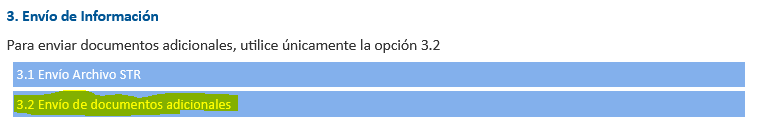 3. Envío de Información
Para enviar documentos adicionales, utilice únicamente la opción 3.2
3.1 Envío Archivo STR
3.2 Envío de documentos adicionales